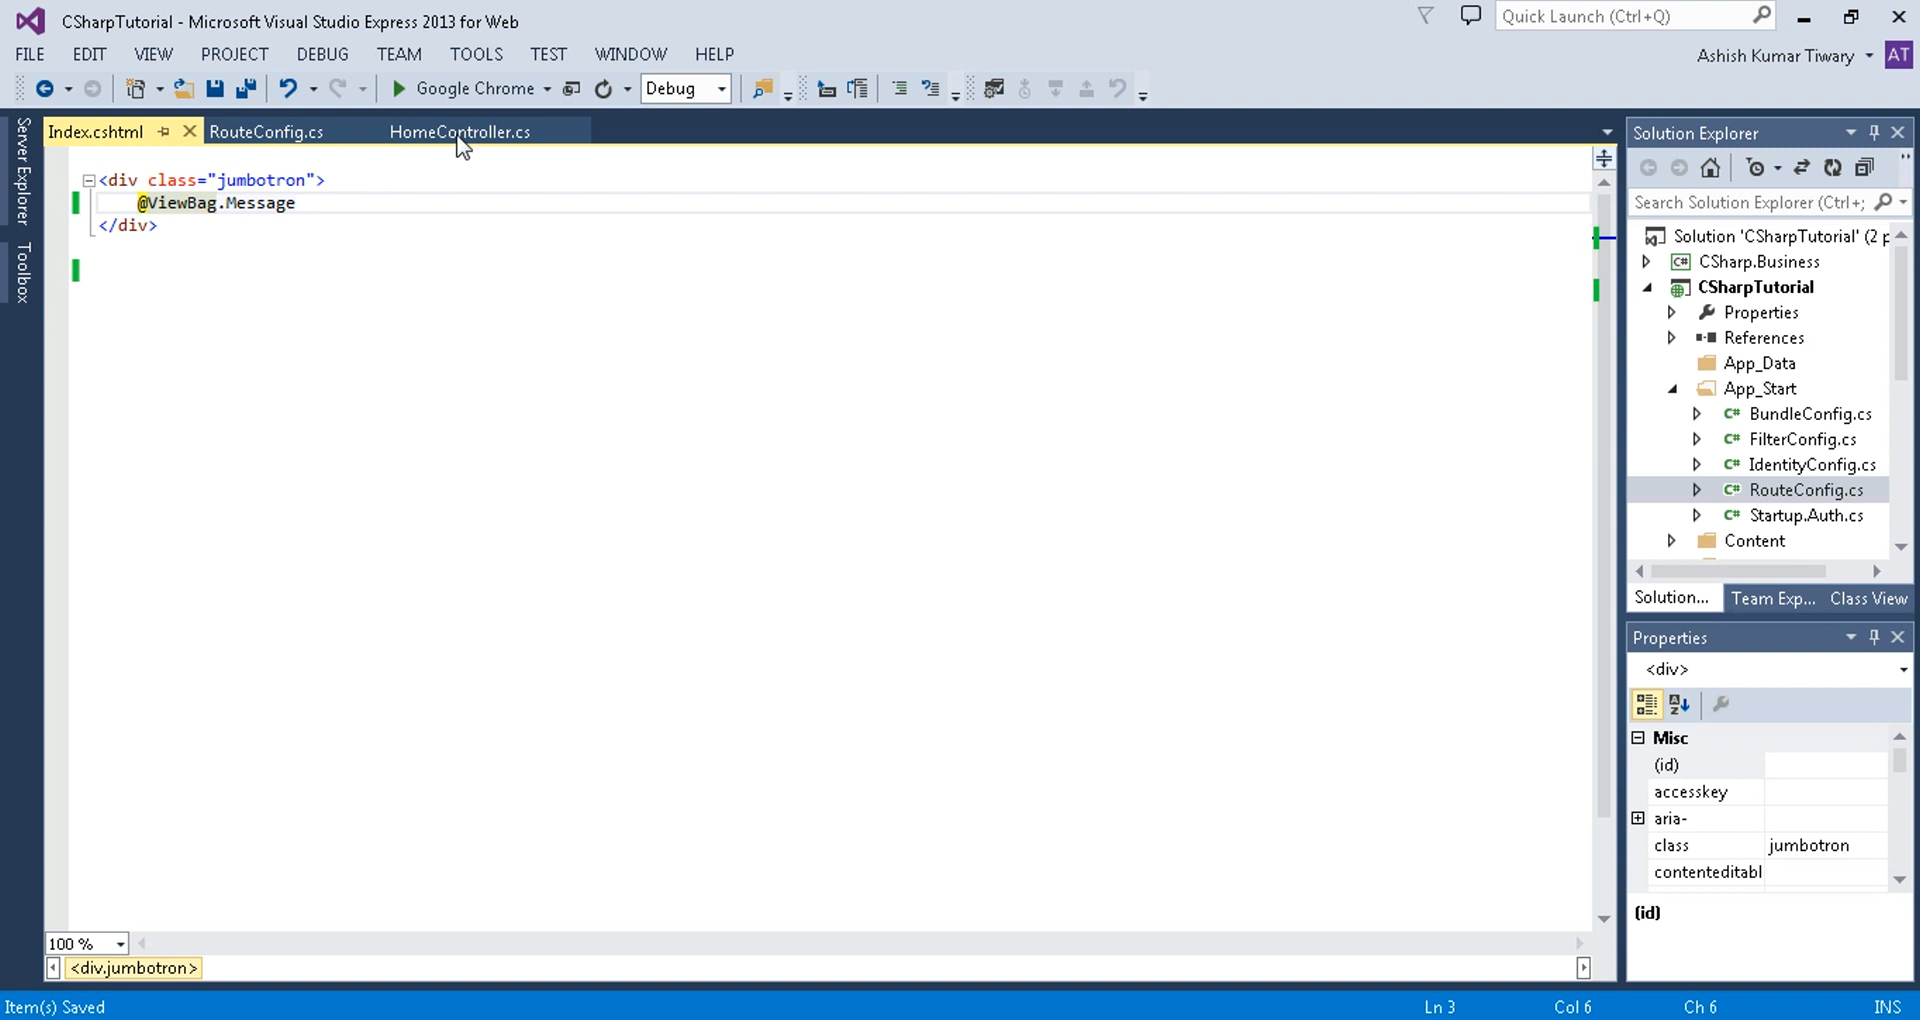 CSharpTutorial - Microsoft Visual Studio Express 2013 for Web
Quick Launch (Ctrl+Q)
FILE EDIT VIEW PROJECT DEBUG TEAM TOOLS TEST WINDOW HELP
Ashish Kumar Tiwary AT
Google Chrome Debug
Server Explorer
Toolbox
Index.cshtml RouteConfig.cs HomeController.cs
<div class="jumbotron">
@ViewBag.Message
</div>
100 %
<div.jumbotron>
Solution Explorer
Search Solution Explorer (Ctrl+;
Solution 'CSharpTutorial' (2 p
C# CSharp.Business
CSharpTutorial
Properties
References
App_Data
App_Start
C# BundleConfig.cs
C# FilterConfig.cs
C# IdentityConfig.cs
C# RouteConfig.cs
C# Startup.Auth.cs
Content
Solution... Team Exp... Class View
Properties
<div>
Misc
(id)
accesskey
aria-
class jumbotron
contenteditabl
(id)
Item(s) Saved Ln 3 Col 6 Ch 6 INS